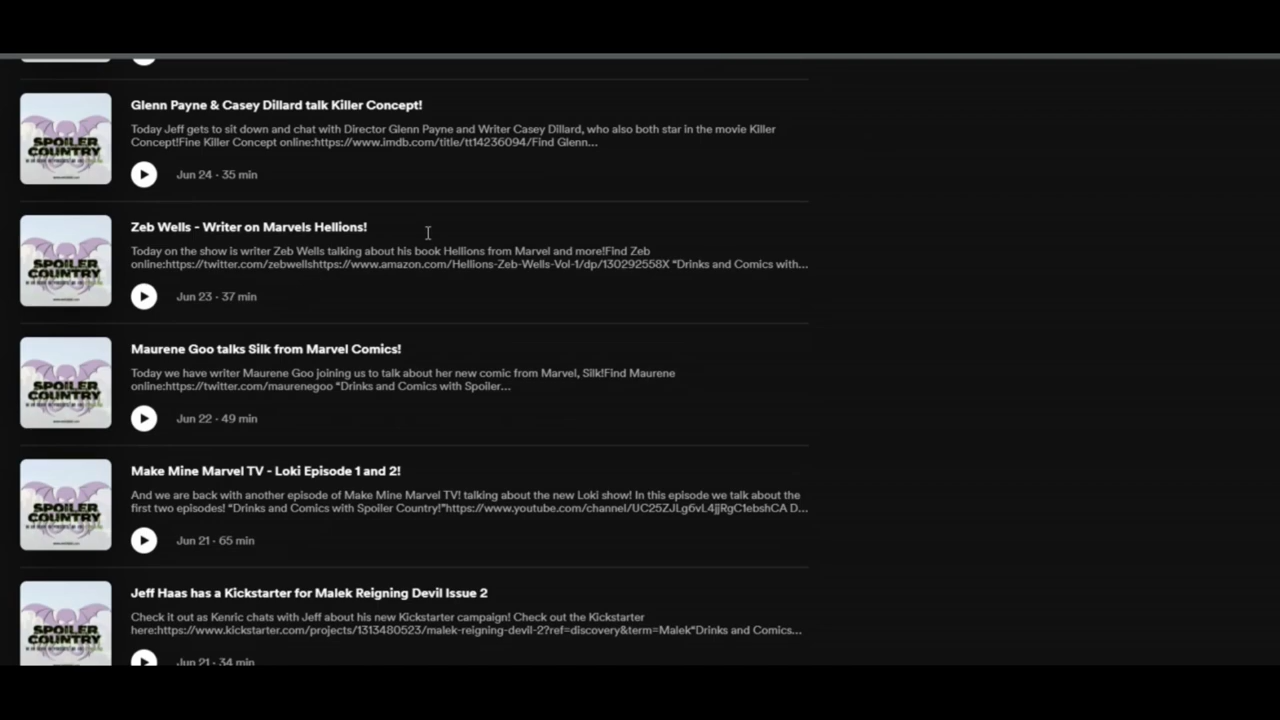 Glenn Payne & Casey Dillard talk Killer Concept!
Today Jeff gets to sit down and chat with Director Glenn Payne and Writer Casey Dillard, who also both star in the movie Killer
Concept!Fine Killer Concept online:https://www.imdb.com/title/tt14236094/Find Glenn...
SPOILER
COUNTRY
Jun 24 · 35 min
Zeb Wells - Writer on Marvels Hellions!
Today on the show is writer Zeb Wells talking about his book Hellions from Marvel and more!Find Zeb
online:https://twitter.com/zebwellshttps://www.amazon.com/Hellions-Zeb-Wells-Vol-1/dp/130292558X "Drinks and Comics with...
SPOILER
COUNTRY
Jun 23 · 37 min
Maurene Goo talks Silk from Marvel Comics!
Today we have writer Maurene Goo joining us to talk about her new comic from Marvel, Silk!Find Maurene
online:https://twitter.com/maurenegoo "Drinks and Comics with Spoiler...
SPOILER
COUNTRY
Jun 22 · 49 min
Make Mine Marvel TV - Loki Episode 1 and 2!
And we are back with another episode of Make Mine Marvel TV! talking about the new Loki show! In this episode we talk about the
first two episodes! "Drinks and Comics with Spoiler Country!"https://www.youtube.com/channel/UC25ZJLg6vL4jjRgC1ebshCA D...
SPOILER
COUNTRY
Jun 21 · 65 min
Jeff Haas has a Kickstarter for Malek Reigning Devil Issue 2
Check it out as Kenric chats with Jeff about his new Kickstarter campaign! Check out the Kickstarter
here:https://www.kickstarter.com/projects/1313480523/malek-reigning-devil-2?ref=discovery&term=Malek"Drinks and Comics...
SPOILER
COUNTRY
Jun 21 · 34 min